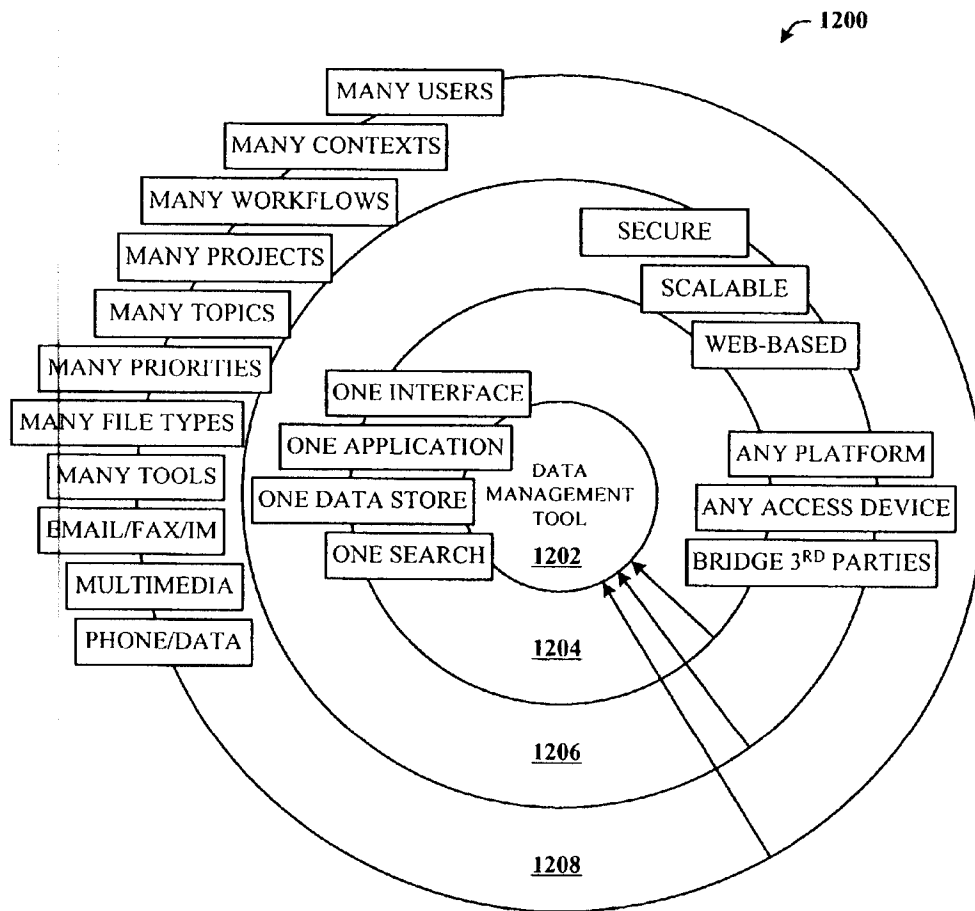 1200
MANY USERS
MANY CONTEXTS
MANY WORKFLOWS
MANY PROJECTS
MANY TOPICS
MANY PRIORITIES
MANY FILE TYPES
MANY TOOLS
EMAIL/FAX/IM
MULTIMEDIA
PHONE/DATA
SECURE
SCALABLE
WEB-BASED
ONE INTERFACE
ONE APPLICATION
ONE DATA STORE
ONE SEARCH
DATA
MANAGEMENT
TOOL
1202
ANY PLATFORM
ANY ACCESS DEVICE
BRIDGE 3RD PARTIES
1204
1206
1208